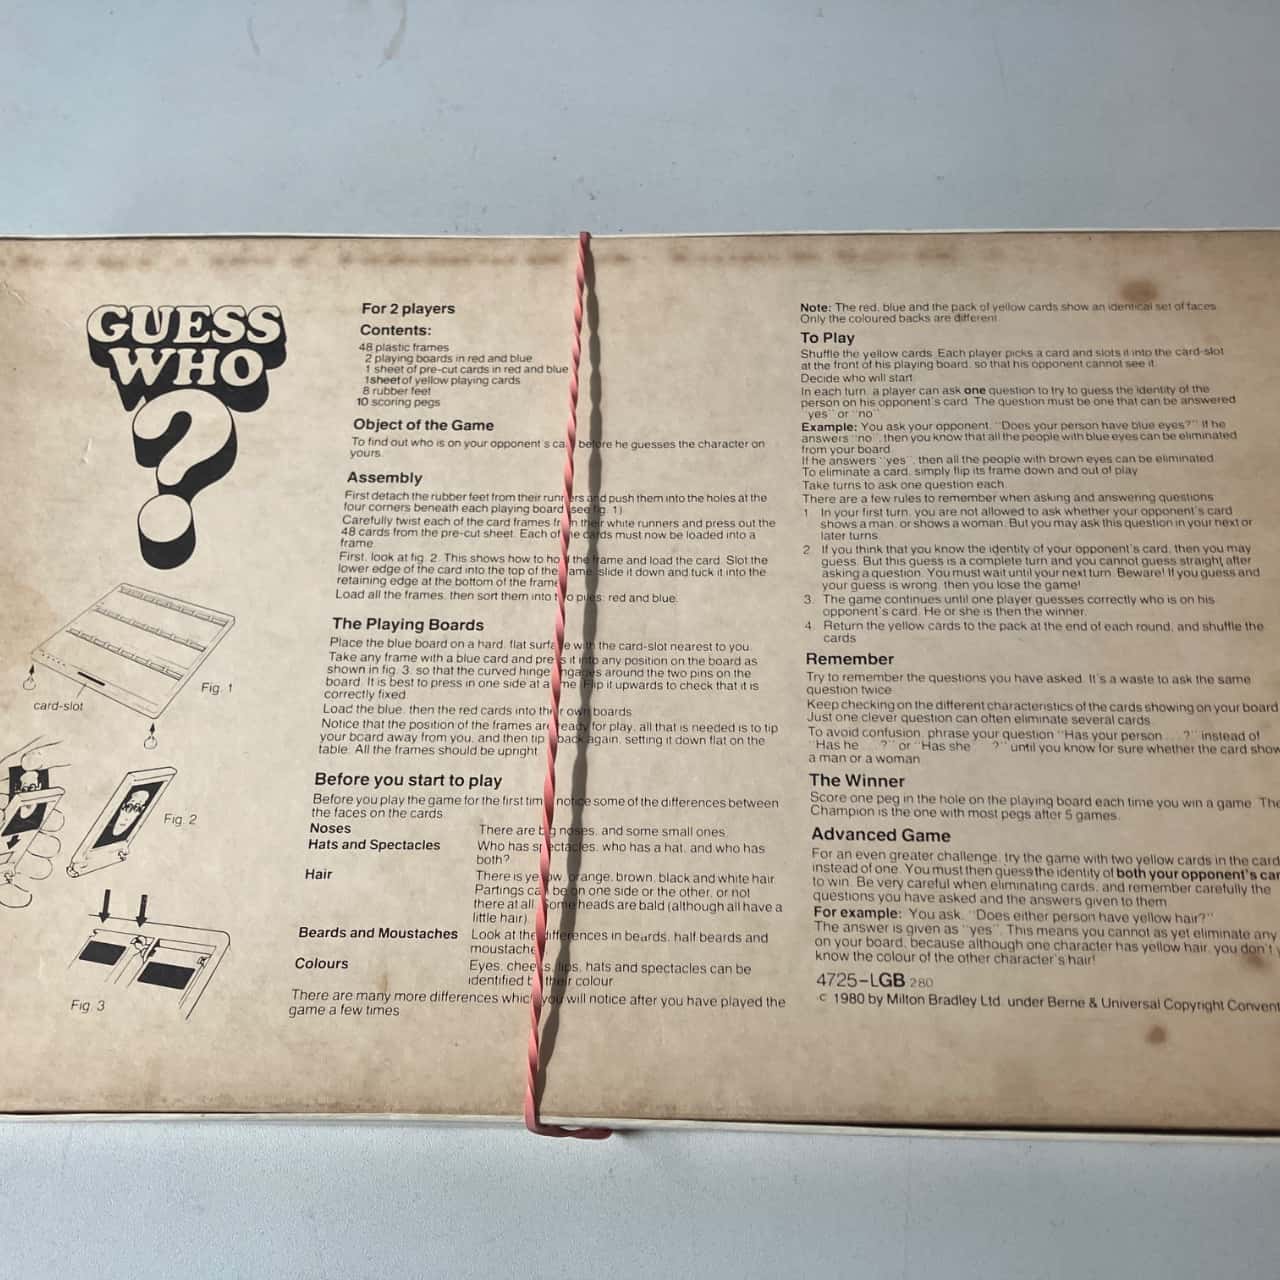 GUESS
WHO
?
card-slot
Fig. 1
Fig. 2
Fig. 3
For 2 players
Contents:
48 plastic frames
2 playing boards in red and blue
1 sheet of pre-cut cards in red and blue
1 sheet of yellow playing cards
8 rubber feet
10 scoring pegs
Object of the Game
To find out who is on your opponent's ca before he guesses the character on
yours.
Assembly
First detach the rubber feet from their runners and push them into the holes at the
four corners beneath each playing board (see fig. 1)
Carefully twist each of the card frames from their white runners and press out the
48 cards from the pre-cut sheet. Each of the cards must now be loaded into a
frame.
First, look at fig. 2. This shows how to hold the frame and load the card. Slot the
lower edge of the card into the top of the frame, slide it down and tuck it into the
retaining edge at the bottom of the frame
Load all the frames, then sort them into two piles: red and blue.
The Playing Boards
Place the blue board on a hard, flat surface with the card-slot nearest to you.
Take any frame with a blue card and press it into any position on the board as
shown in fig. 3, so that the curved hinge engages around the two pins on the
board. It is best to press in one side at a time. Flip it upwards to check that it is
correctly fixed.
Load the blue, then the red cards into their own boards.
Notice that the position of the frames are ready for play, all that is needed is to tip
your board away from you, and then tip back again, setting it down flat on the
table. All the frames should be upright.
Before you start to play
Before you play the game for the first time notice some of the differences between
the faces on the cards.
Noses There are big noses, and some small ones.
Hats and Spectacles Who has spectacles, who has a hat, and who has
both?
Hair There is yellow, orange, brown, black and white hair.
Partings can be on one side or the other, or not
there at all. Some heads are bald (although all have a
little hair).
Beards and Moustaches Look at the differences in beards, half beards and
moustache
Colours Eyes, cheeks, lips, hats and spectacles can be
identified by their colour.
There are many more differences which you will notice after you have played the
game a few times.
Note: The red, blue and the pack of yellow cards show an identical set of faces.
Only the coloured backs are different.
To Play
Shuffle the yellow cards. Each player picks a card and slots it into the card-slot
at the front of his playing board, so that his opponent cannot see it.
Decide who will start.
In each turn, a player can ask one question to try to guess the identity of the
person on his opponent's card. The question must be one that can be answered
"yes" or "no".
Example: You ask your opponent, "Does your person have blue eyes?" If he
answers "no", then you know that all the people with blue eyes can be eliminated
from your board.
If he answers "yes", then all the people with brown eyes can be eliminated.
To eliminate a card, simply flip its frame down and out of play.
Take turns to ask one question each.
There are a few rules to remember when asking and answering questions:
1 In your first turn, you are not allowed to ask whether your opponent's card
shows a man, or shows a woman. But you may ask this question in your next or
later turns.
2. If you think that you know the identity of your opponent's card, then you may
guess. But this guess is a complete turn and you cannot guess straight after
asking a question. You must wait until your next turn. Beware! If you guess and
your guess is wrong, then you lose the game!
3. The game continues until one player guesses correctly who is on his
opponent's card. He or she is then the winner.
4. Return the yellow cards to the pack at the end of each round, and shuffle the
cards.
Remember
Try to remember the questions you have asked. It's a waste to ask the same
question twice.
Keep checking on the different characteristics of the cards showing on your board.
Just one clever question can often eliminate several cards.
To avoid confusion, phrase your question "Has your person . . . ?" instead of
"Has he . . . ?" or "Has she . . . ?" until you know for sure whether the card show
a man or a woman.
The Winner
Score one peg in the hole on the playing board each time you win a game. The
Champion is the one with most pegs after 5 games.
Advanced Game
For an even greater challenge, try the game with two yellow cards in the card
instead of one. You must then guess the identity of both your opponent's car
to win. Be very careful when eliminating cards, and remember carefully the
questions you have asked and the answers given to them.
For example: You ask, "Does either person have yellow hair?"
The answer is given as "yes". This means you cannot as yet eliminate any
on your board, because although one character has yellow hair, you don't
know the colour of the other character's hair!
4725-LGB 280
© 1980 by Milton Bradley Ltd. under Berne & Universal Copyright Convent